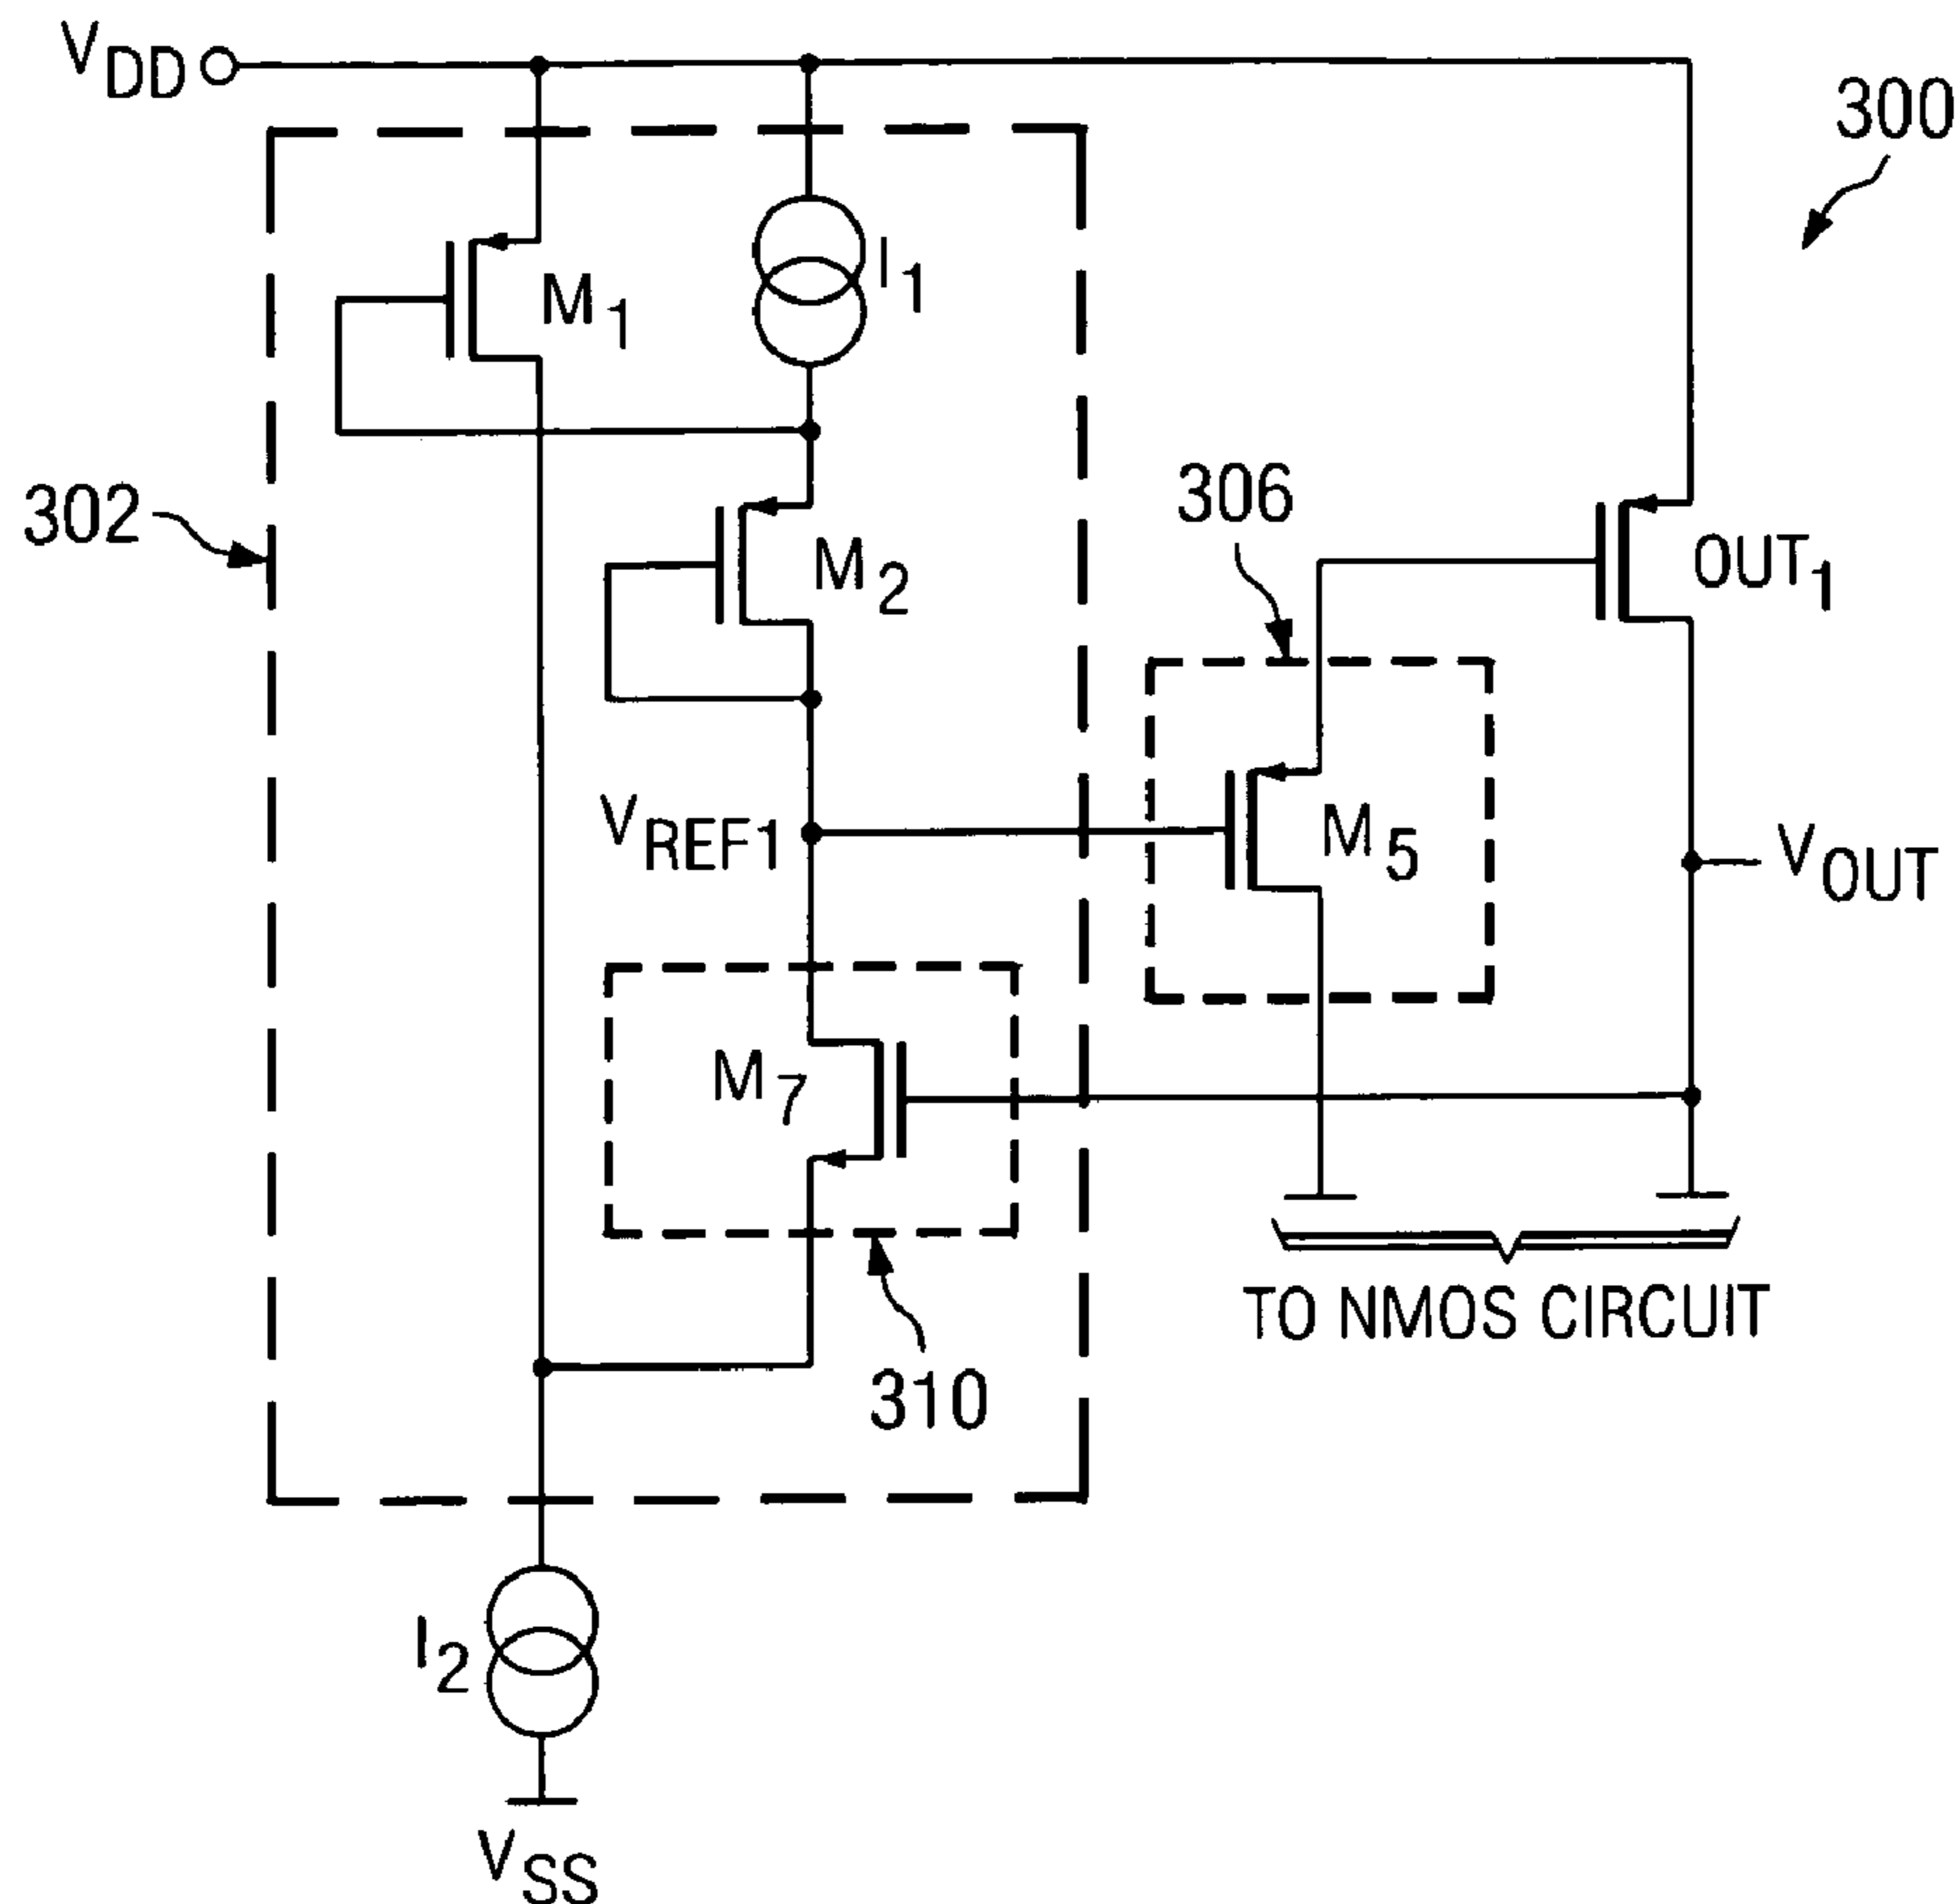 VDD
300
M1
I1
302
M2
306
OUT1
VREF1
M5
VOUT
M7
310
TO NMOS CIRCUIT
I2
VSS